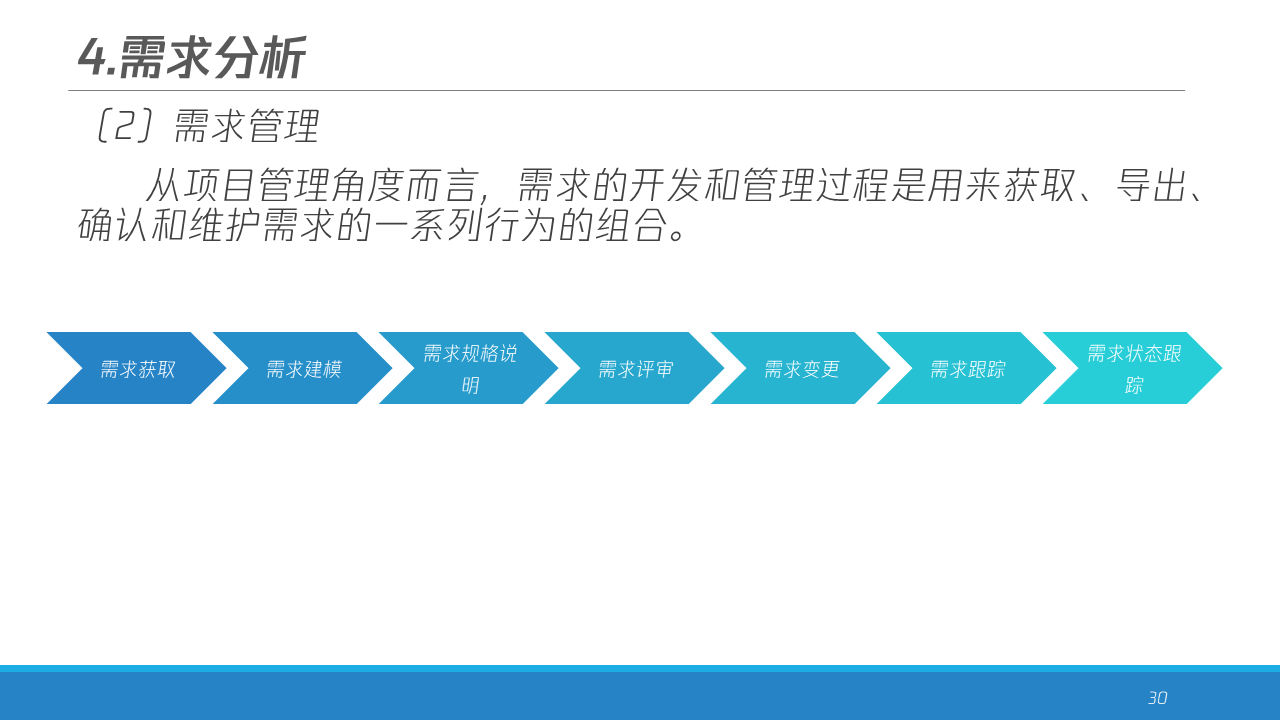 4.需求分析
（2）需求管理
从项目管理角度而言，需求的开发和管理过程是用来获取、导出、
确认和维护需求的一系列行为的组合。
需求获取
需求建模
需求规格说
明
需求评审
需求变更
需求跟踪
需求状态跟
踪
30